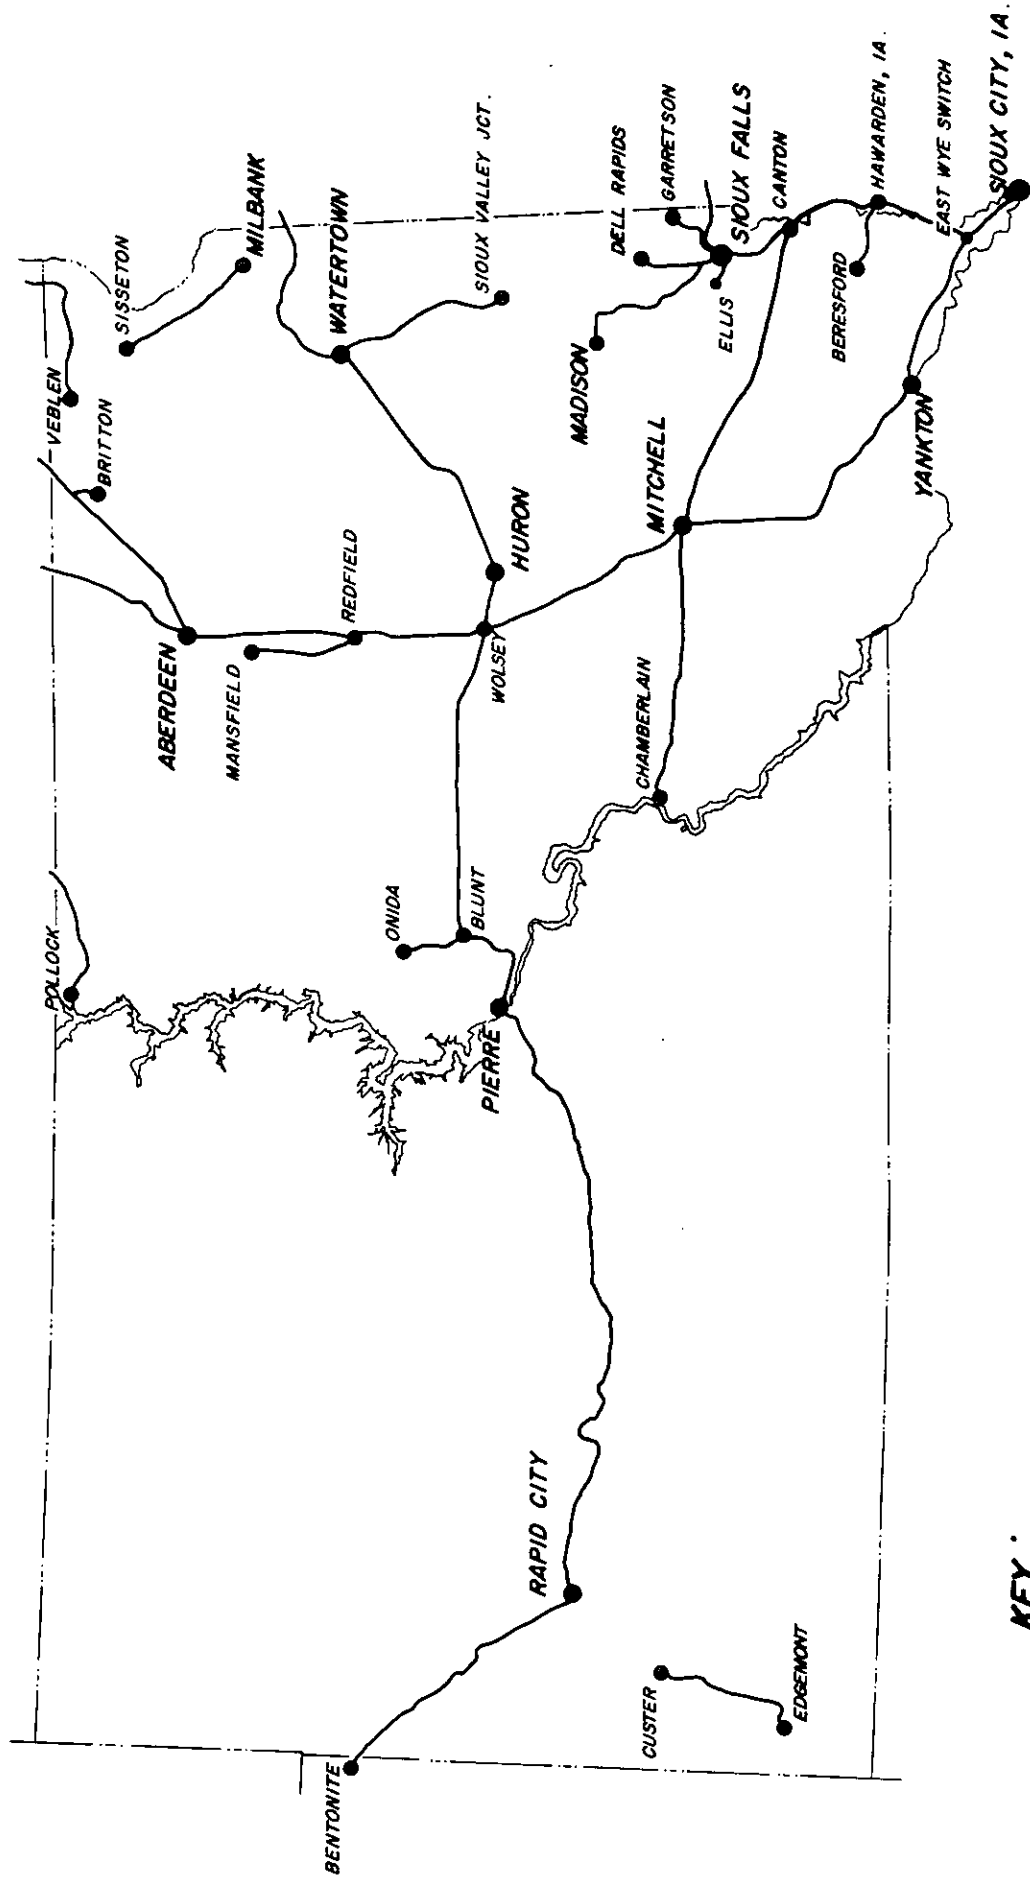 POLLOCK
VEBLEN
BRITTON
SISSETON
MILBANK
ABERDEEN
MANSFIELD
REDFIELD
WATERTOWN
SIOUX VALLEY JCT.
ONIDA
BLUNT
PIERRE
WOLSEY
HURON
BENTONITE
RAPID CITY
CUSTER
EDGEMONT
CHAMBERLAIN
MITCHELL
MADISON
DELL RAPIDS
GARRETSON
SIOUX FALLS
ELLIS
CANTON
BERESFORD
HAWARDEN, IA.
EAST WYE SWITCH
YANKTON
SIOUX CITY, IA.
KEY: